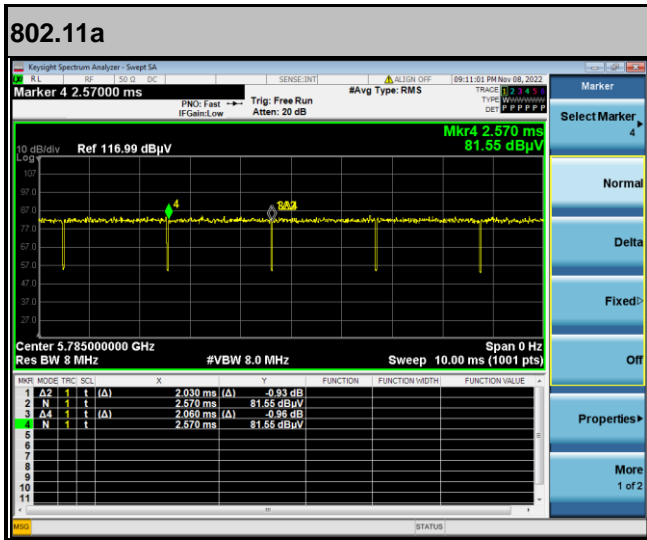 802.11a
Keysight Spectrum Analyzer - Swept SA
RL RF 50 Ω DC SENSE:INT ALIGN OFF 09:11:01 PM Nov 08, 2022
Marker 4 2.57000 ms #Avg Type: RMS TRACE 1 2 3 4 5 6
PNO: Fast Trig: Free Run TYPE WWWWWW
IFGain:Low Atten: 20 dB DET P P P P P P
Mkr4 2.570 ms
10 dB/div Ref 116.99 dBµV 81.55 dBµV
Log
107
97.0
87.0
77.0
67.0
57.0
47.0
37.0
27.0
4
Center 5.785000000 GHz Span 0 Hz
Res BW 8 MHz #VBW 8.0 MHz Sweep 10.00 ms (1001 pts)
MKR MODE TRC SCL X Y FUNCTION FUNCTION WIDTH FUNCTION VALUE
1 Δ2 1 t (Δ) 2.030 ms (Δ) -0.93 dB
2 N 1 t 2.570 ms 81.55 dBµV
3 Δ4 1 t (Δ) 2.060 ms (Δ) -0.96 dB
4 N 1 t 2.570 ms 81.55 dBµV
5
6
7
8
9
10
11
MSG STATUS
Marker
Select Marker
4
Normal
Delta
Fixed
Off
Properties
More
1 of 2